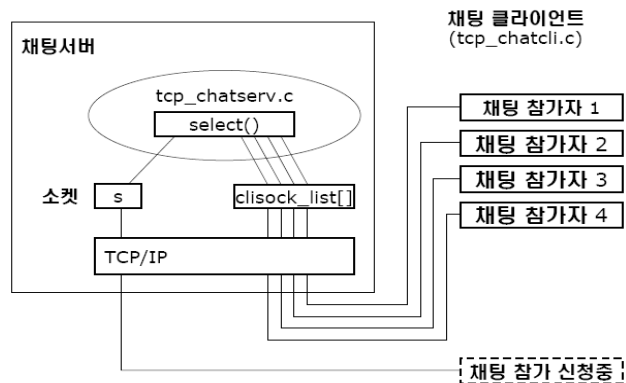 채팅 클라이언트
(tcp_chatcli.c)
채팅서버
tcp_chatserv.c
select()
소켓
s
clisock_list[]
TCP/IP
채팅 참가자 1
채팅 참가자 2
채팅 참가자 3
채팅 참가자 4
채팅 참가 신청중